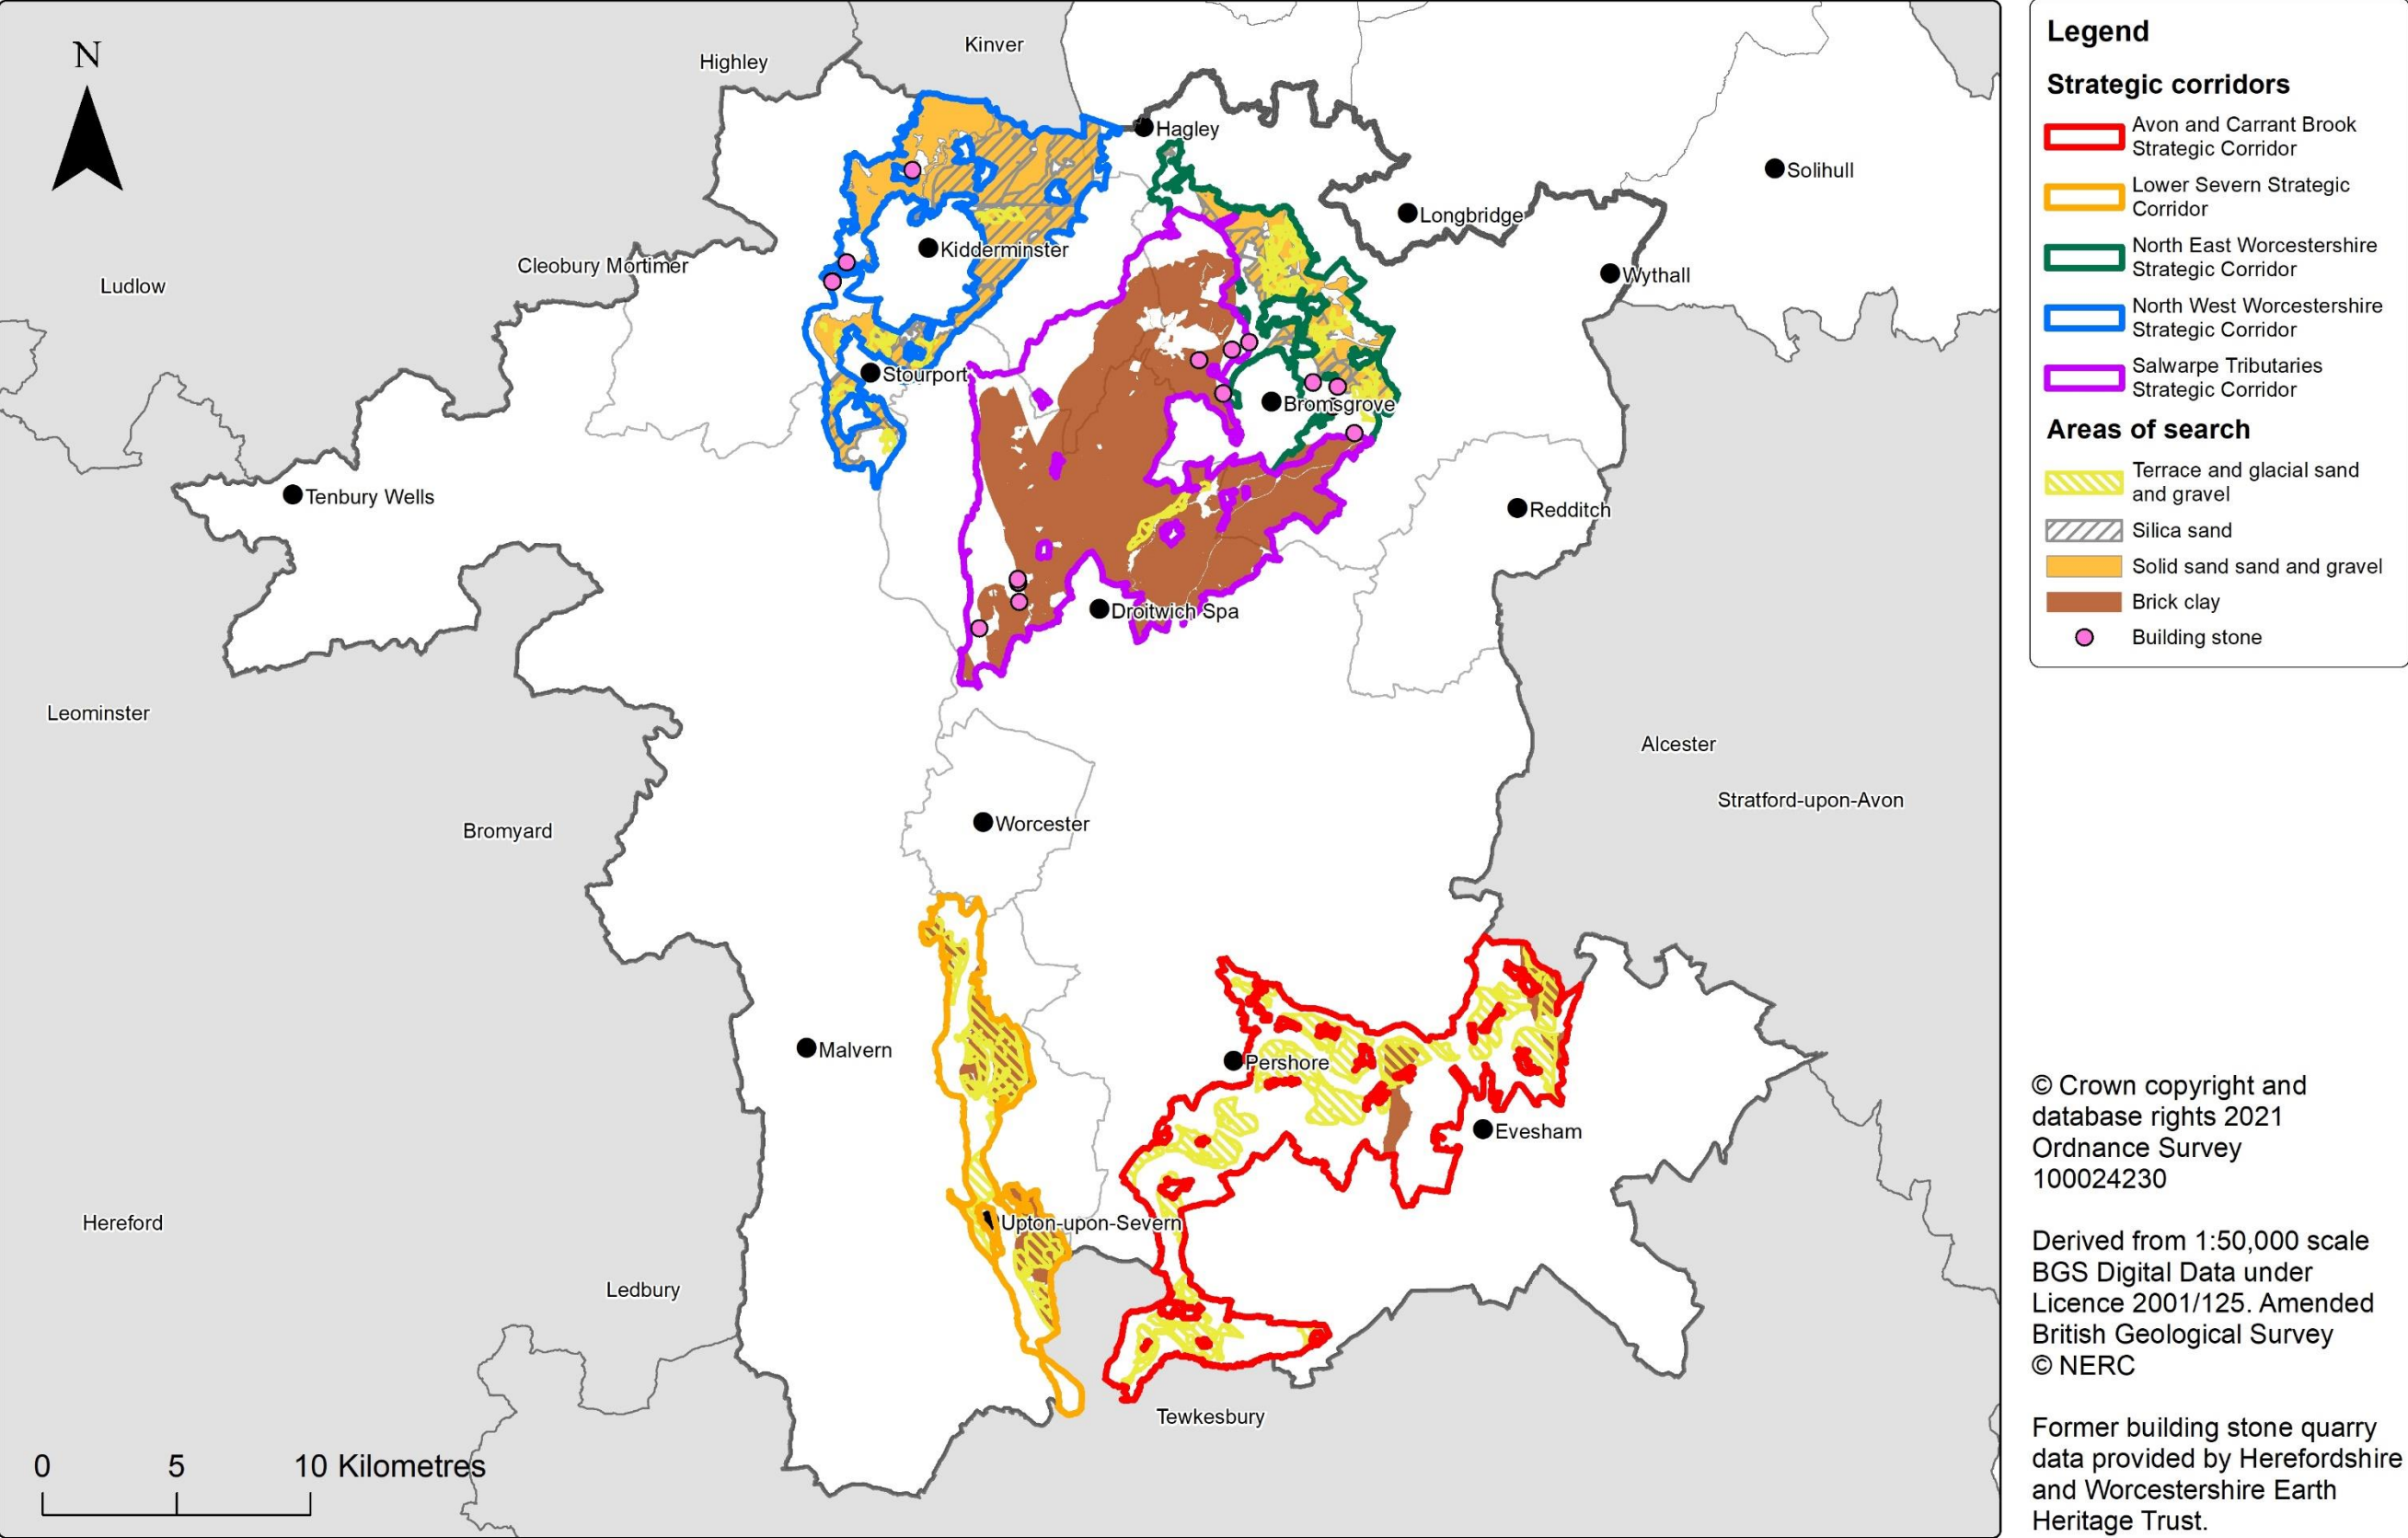 N
Highley
Kinver
Hagley
Solihull
Longbridge
Kidderminster
Cleobury Mortimer
Wythall
Ludlow
Stourport
Bromsgrove
Tenbury Wells
Redditch
Droitwich Spa
Leominster
Alcester
Stratford-upon-Avon
Worcester
Bromyard
Malvern
Pershore
Evesham
Hereford
Upton-upon-Severn
Ledbury
Tewkesbury
0 5 10 Kilometres
Legend
Strategic corridors
Avon and Carrant Brook
Strategic Corridor
Lower Severn Strategic
Corridor
North East Worcestershire
Strategic Corridor
North West Worcestershire
Strategic Corridor
Salwarpe Tributaries
Strategic Corridor
Areas of search
Terrace and glacial sand
and gravel
Silica sand
Solid sand sand and gravel
Brick clay
Building stone
© Crown copyright and
database rights 2021
Ordnance Survey
100024230
Derived from 1:50,000 scale
BGS Digital Data under
Licence 2001/125. Amended
British Geological Survey
© NERC
Former building stone quarry
data provided by Herefordshire
and Worcestershire Earth
Heritage Trust.